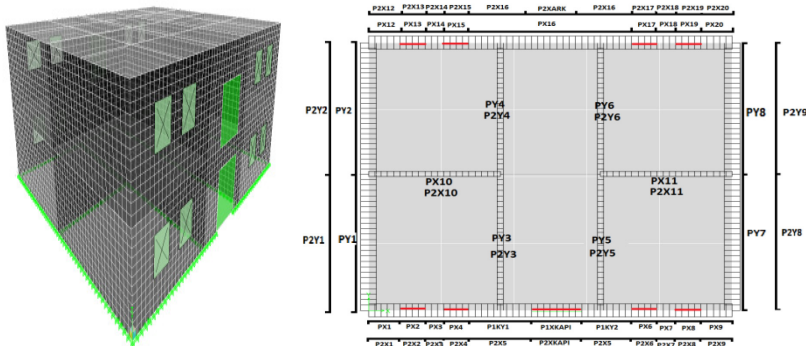 P2X12 P2X13 P2X14 P2X15 P2X16 P2XARK P2X16 P2X17 P2X18 P2X19 P2X20
PX12 PX13 PX14 PX15 PX16 PX17 PX18 PX19 PX20
P2Y2 PY2 PY4 PY6 PY8 P2Y9
P2Y4 P2Y6
PX10 PX11
P2X10 P2X11
P2Y1 PY1 PY3 PY5 PY7 P2Y8
P2Y3 P2Y5
PX1 PX2 PX3 PX4 P1KY1 P1XKAPI P1KY2 PX6 PX7 PX8 PX9
P2X1 P2X2 P2X3 P2X4 P2X5 P2XKAPI P2X5 P2X6 P2X7 P2X8 P2X9